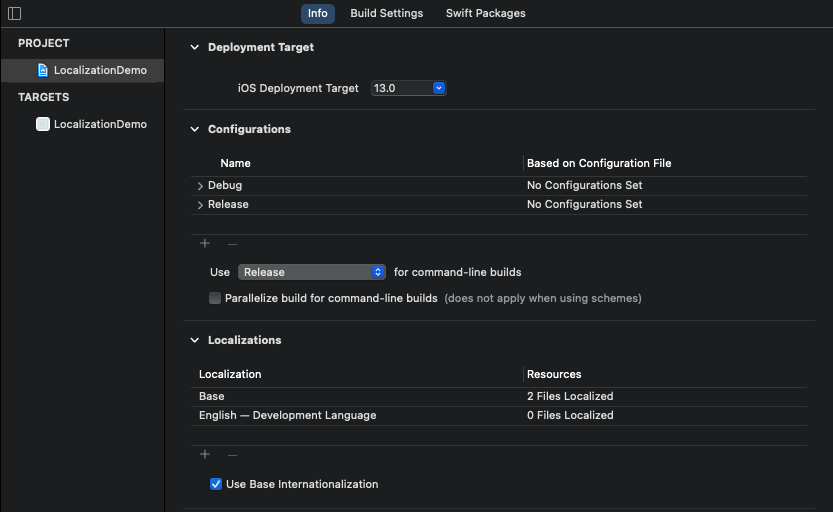 Info Build Settings Swift Packages
PROJECT
LocalizationDemo
TARGETS
LocalizationDemo
Deployment Target
iOS Deployment Target 13.0
Configurations
Name Based on Configuration File
Debug No Configurations Set
Release No Configurations Set
Use Release for command-line builds
Parallelize build for command-line builds (does not apply when using schemes)
Localizations
Localization Resources
Base 2 Files Localized
English — Development Language 0 Files Localized
Use Base Internationalization